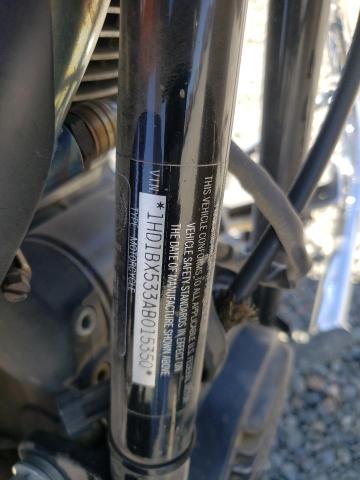 VIN
*1HD1BX533AB015350*
TYPE: MOTORCYCLE
THIS VEHICLE CONFORMS TO ALL APPLICABLE U.S. FEDERAL
VEHICLE SAFETY STANDARDS IN EFFECT ON
THE DATE OF MANUFACTURE SHOWN ABOVE